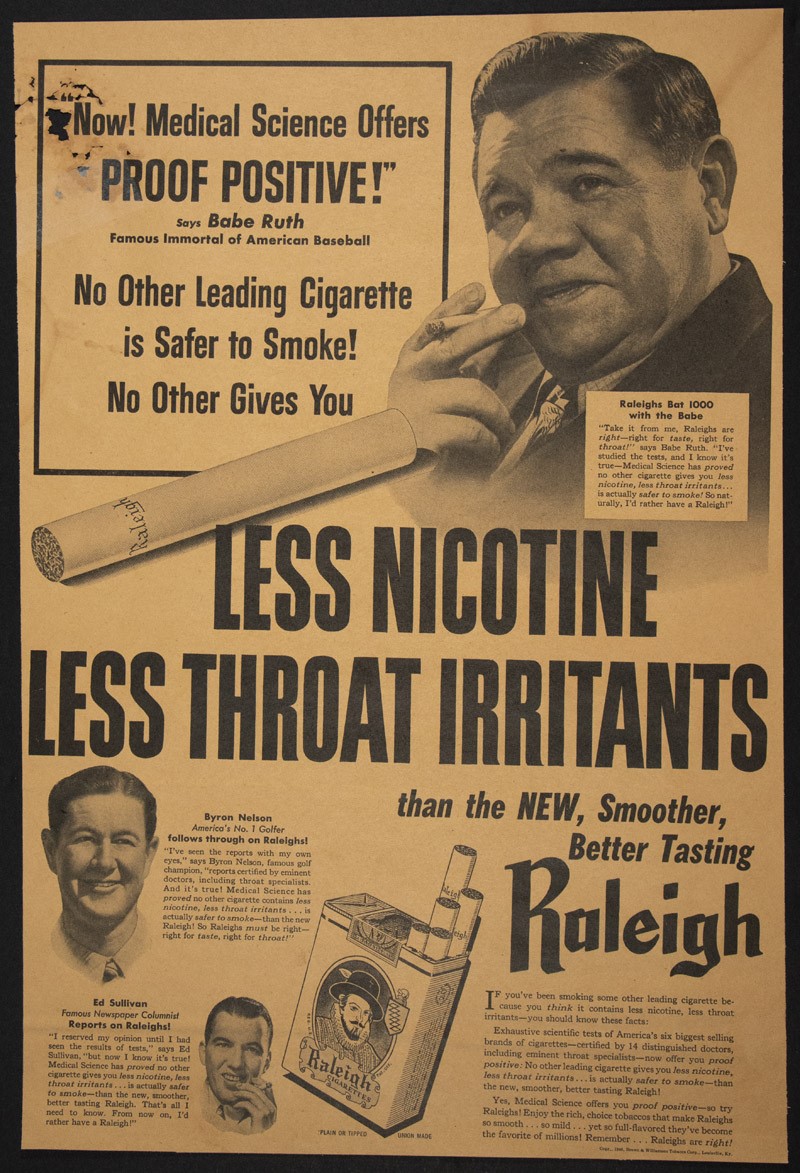 "Now! Medical Science Offers
PROOF POSITIVE!"
Says Babe Ruth
Famous Immortal of American Baseball
No Other Leading Cigarette
is Safer to Smoke!
No Other Gives You
Raleigh
Raleighs Bat 1000
with the Babe
"Take it from me, Raleighs are
right—right for taste, right for
throat!" says Babe Ruth. "I've
studied the tests, and I know it's
true—Medical Science has proved
no other cigarette gives you less
nicotine, less throat irritants...
is actually safer to smoke! So nat-
urally, I'd rather have a Raleigh!"
LESS NICOTINE
LESS THROAT IRRITANTS
than the NEW, Smoother,
Better Tasting
Raleigh
Byron Nelson
America's No. 1 Golfer
follows through on Raleighs!
"I've seen the reports with my own
eyes," says Byron Nelson, famous golf
champion, "reports certified by eminent
doctors, including throat specialists.
And it's true! Medical Science has
proved no other cigarette contains less
nicotine, less throat irritants . . . is
actually safer to smoke—than the new
Raleigh! So Raleighs must be right—
right for taste, right for throat!"
Ed Sullivan
Famous Newspaper Columnist
Reports on Raleighs!
"I reserved my opinion until I had
seen the results of tests," says Ed
Sullivan, "but now I know it's true!
Medical Science has proved no other
cigarette gives you less nicotine, less
throat irritants . . . is actually safer
to smoke—than the new, smoother,
better tasting Raleigh. That's all I
need to know. From now on, I'd
rather have a Raleigh!"
Raleigh
CIGARETTES
"PLAIN OR TIPPED
UNION MADE
IF you've been smoking some other leading cigarette be-
cause you think it contains less nicotine, less throat
irritants—you should know these facts:
Exhaustive scientific tests of America's six biggest selling
brands of cigarettes—certified by 14 distinguished doctors,
including eminent throat specialists—now offer you proof
positive: No other leading cigarette gives you less nicotine,
less throat irritants . . . is actually safer to smoke—than
the new, smoother, better tasting Raleigh!
Yes, Medical Science offers you proof positive—so try
Raleighs! Enjoy the rich, choice tobaccos that make Raleighs
so smooth . . . so mild . . . yet so full-flavored they've become
the favorite of millions! Remember . . . Raleighs are right!
Brown & Williamson Tobacco Corp., Louisville, Ky.